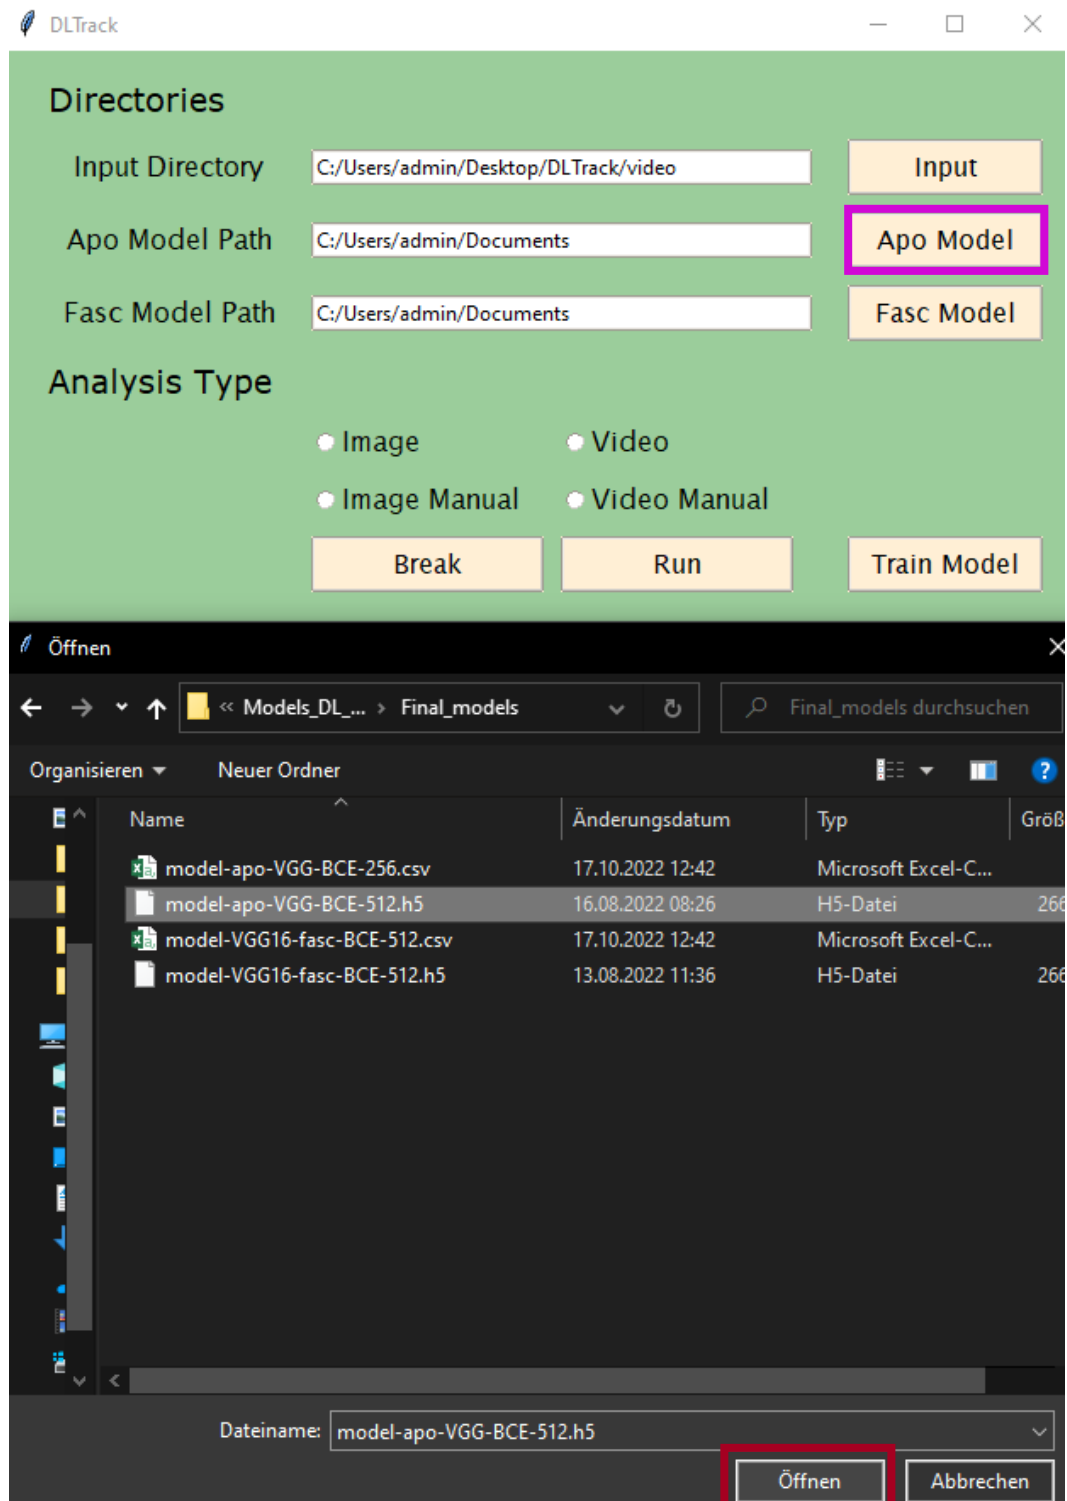 DLTrack
Directories
Input Directory C:/Users/admin/Desktop/DLTrack/video Input
Apo Model Path C:/Users/admin/Documents Apo Model
Fasc Model Path C:/Users/admin/Documents Fasc Model
Analysis Type
Image Video
Image Manual Video Manual
Break Run Train Model
Öffnen
« Models_DL_... › Final_models Final_models durchsuchen
Organisieren Neuer Ordner ?
Name Änderungsdatum Typ Größ
model-apo-VGG-BCE-256.csv 17.10.2022 12:42 Microsoft Excel-C...
model-apo-VGG-BCE-512.h5 16.08.2022 08:26 H5-Datei 266
model-VGG16-fasc-BCE-512.csv 17.10.2022 12:42 Microsoft Excel-C...
model-VGG16-fasc-BCE-512.h5 13.08.2022 11:36 H5-Datei 266
Dateiname: model-apo-VGG-BCE-512.h5
Öffnen Abbrechen